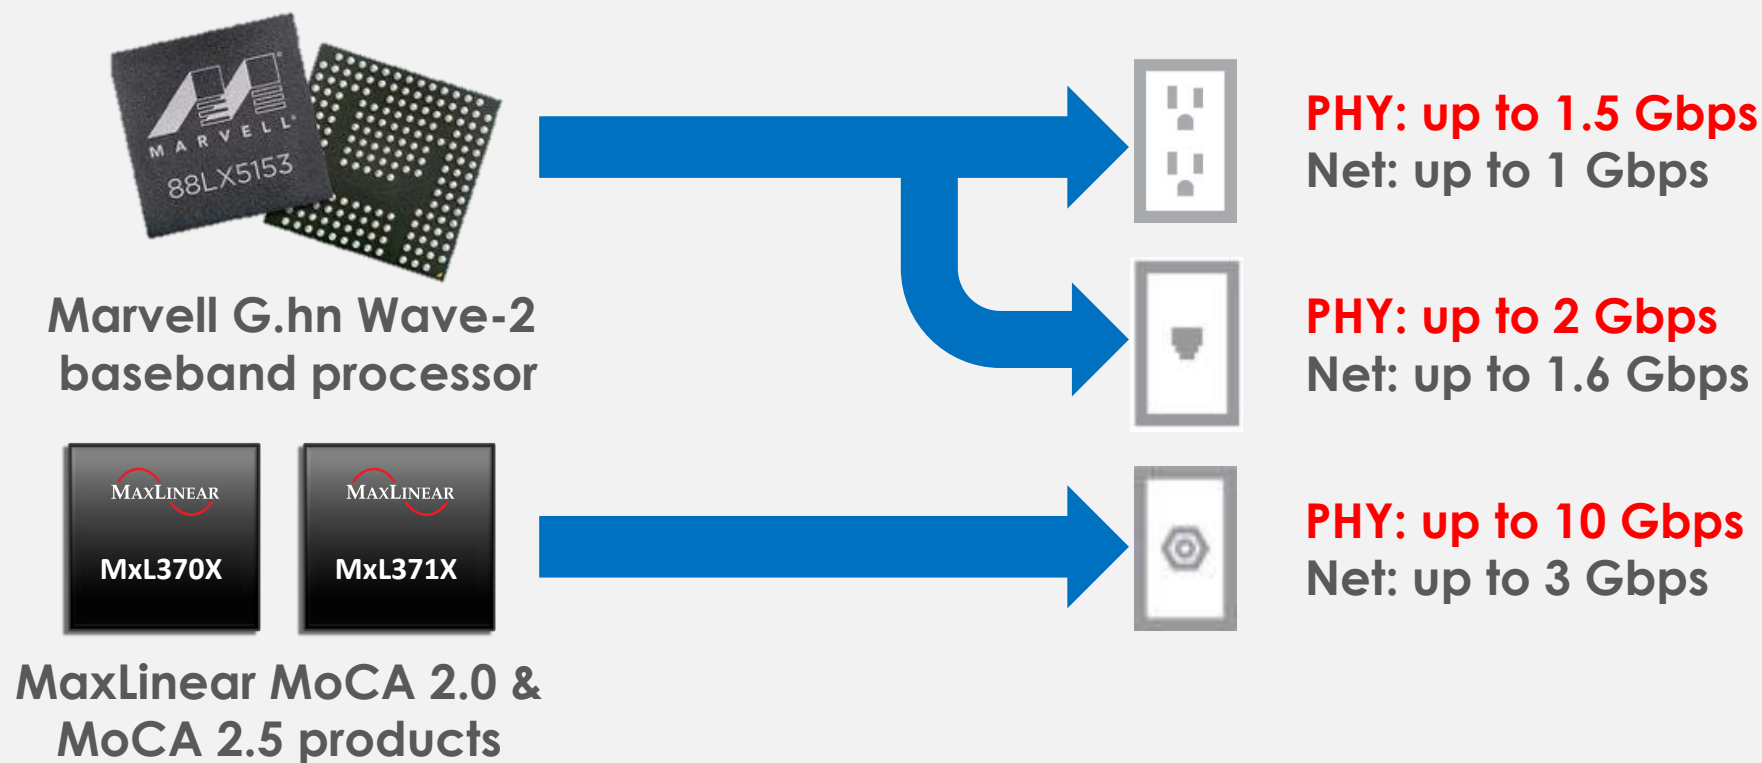 MARVELL
88LX5153
Marvell G.hn Wave-2
baseband processor
PHY: up to 1.5 Gbps
Net: up to 1 Gbps
PHY: up to 2 Gbps
Net: up to 1.6 Gbps
MAXLINEAR
MxL370X
MAXLINEAR
MxL371X
MaxLinear MoCA 2.0 &
MoCA 2.5 products
PHY: up to 10 Gbps
Net: up to 3 Gbps